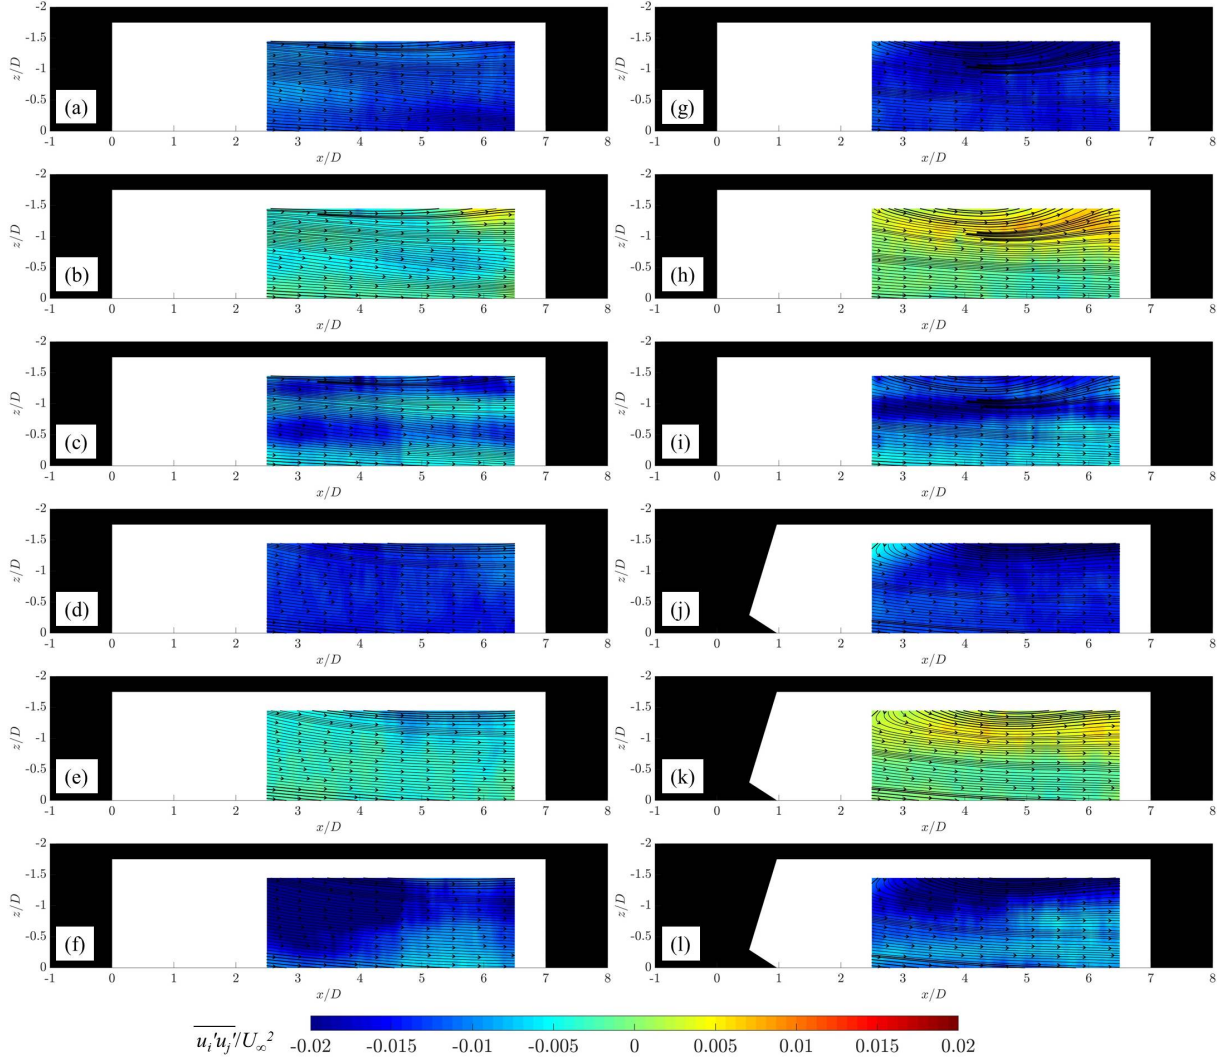 -2
-2
-1.5
-1.5
z/D
-1
z/D
-1
-0.5
(a)
-0.5
(g)
0
0
-1 0 1 2 3 4 5 6 7 8
-1 0 1 2 3 4 5 6 7 8
x/D
x/D
-2
-2
-1.5
-1.5
z/D
-1
z/D
-1
-0.5
(b)
-0.5
(h)
0
0
-1 0 1 2 3 4 5 6 7 8
-1 0 1 2 3 4 5 6 7 8
x/D
x/D
-2
-2
-1.5
-1.5
z/D
-1
z/D
-1
-0.5
(c)
-0.5
(i)
0
0
-1 0 1 2 3 4 5 6 7 8
-1 0 1 2 3 4 5 6 7 8
x/D
x/D
-2
-2
-1.5
-1.5
z/D
-1
z/D
-1
-0.5
(d)
-0.5
(j)
0
0
-1 0 1 2 3 4 5 6 7 8
-1 0 1 2 3 4 5 6 7 8
x/D
x/D
-2
-2
-1.5
-1.5
z/D
-1
z/D
-1
-0.5
(e)
-0.5
(k)
0
0
-1 0 1 2 3 4 5 6 7 8
-1 0 1 2 3 4 5 6 7 8
x/D
x/D
-2
-2
-1.5
-1.5
z/D
-1
z/D
-1
-0.5
(f)
-0.5
(l)
0
0
-1 0 1 2 3 4 5 6 7 8
-1 0 1 2 3 4 5 6 7 8
x/D
x/D
u_i'u_j'/U_∞²
-0.02 -0.015 -0.01 -0.005 0 0.005 0.01 0.015 0.02